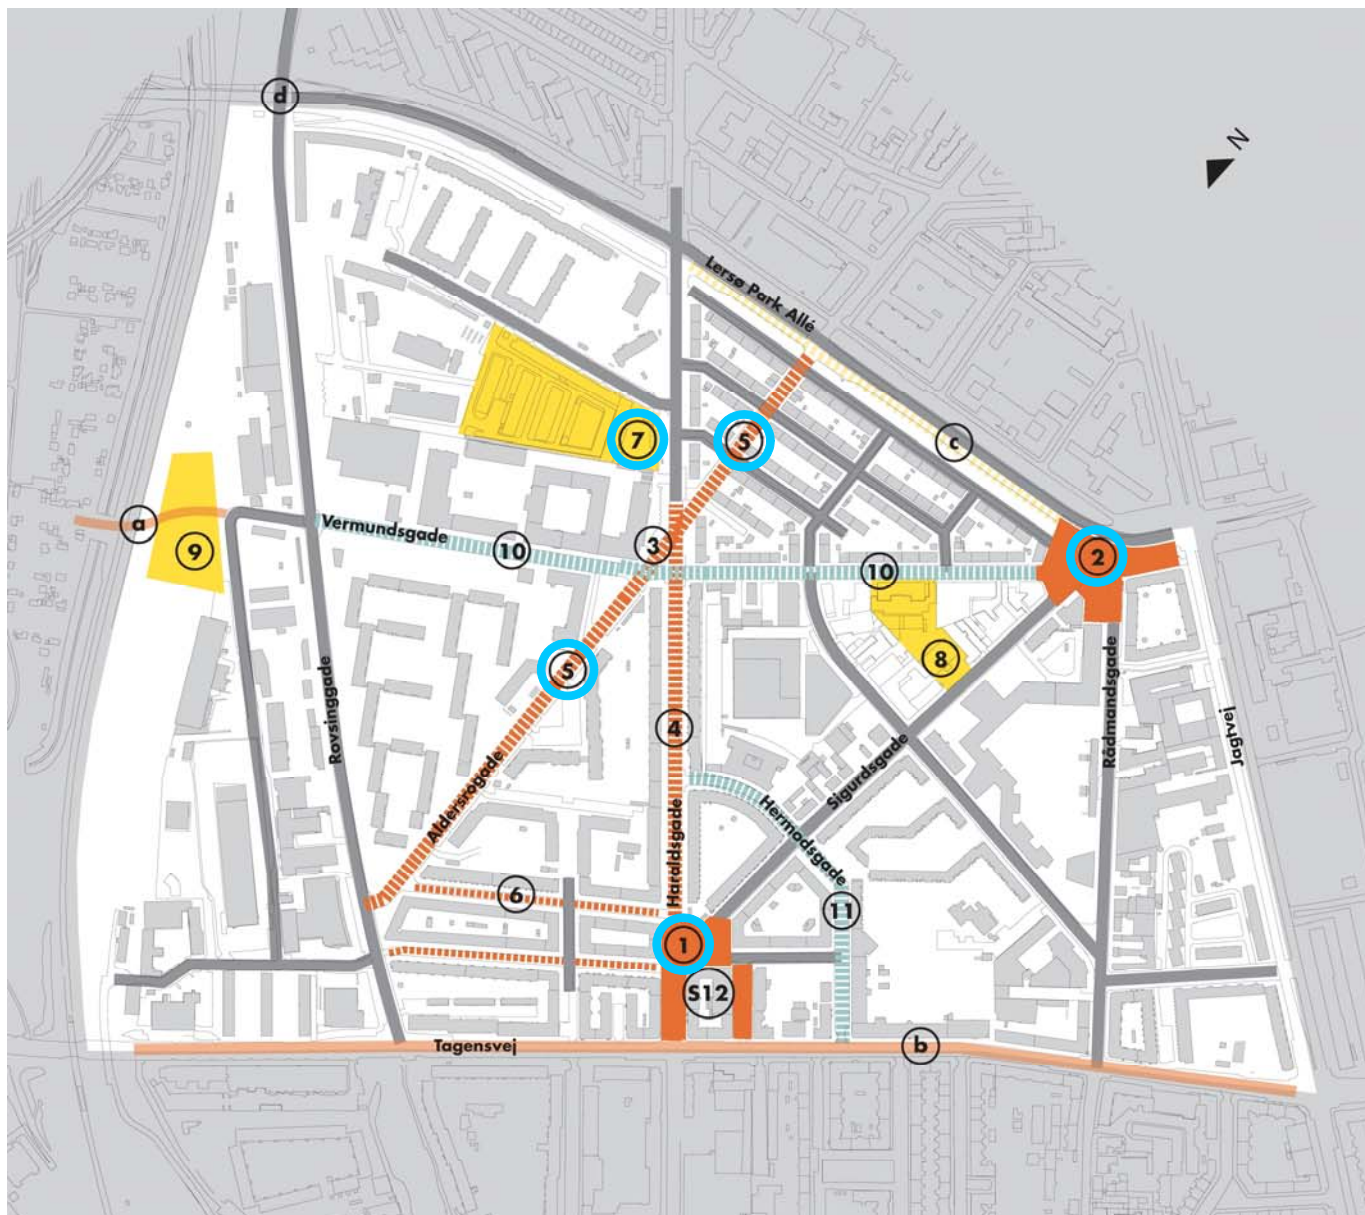 d
N
Lersø Park Allé
7
5
c
a
9
Vermundsgade
10
3
10
2
8
5
4
Rovsinggade
Aldersrogade
Haraldsgade
Hermodsgade
Sigurdsgade
Rådmandsgade
Jagtvej
6
11
1
S12
Tagensvej
b